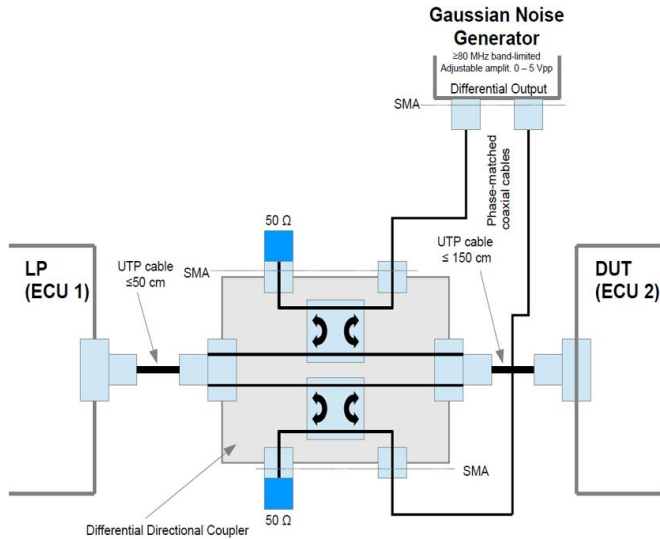 Gaussian Noise
Generator
≥80 MHz band-limited
Adjustable amplit. 0 – 5 Vpp
Differential Output
SMA
Phase-matched
coaxial cables
50 Ω
LP
(ECU 1)
UTP cable
≤50 cm
SMA
UTP cable
≤ 150 cm
DUT
(ECU 2)
SMA
50 Ω
Differential Directional Coupler